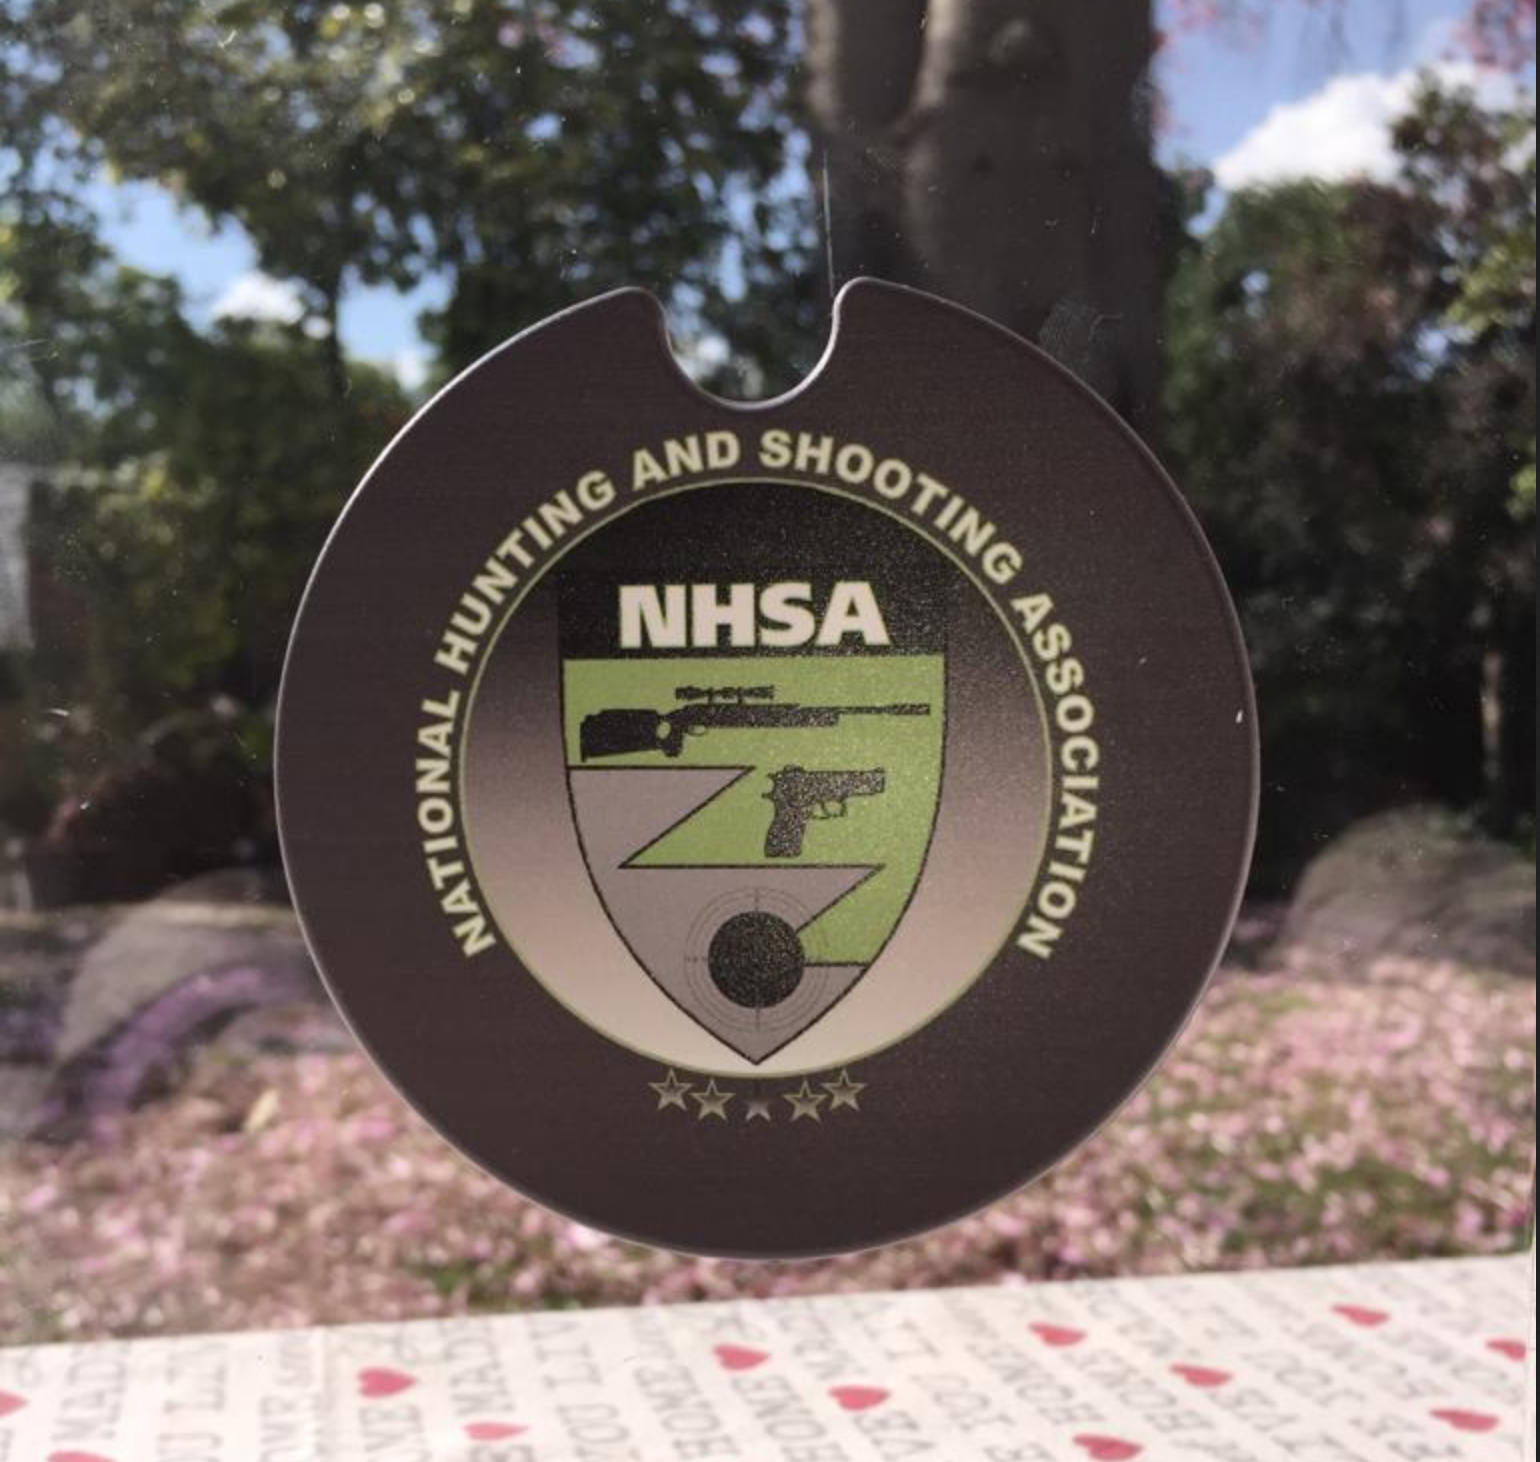 NATIONAL HUNTING AND SHOOTING ASSOCIATION
NHSA